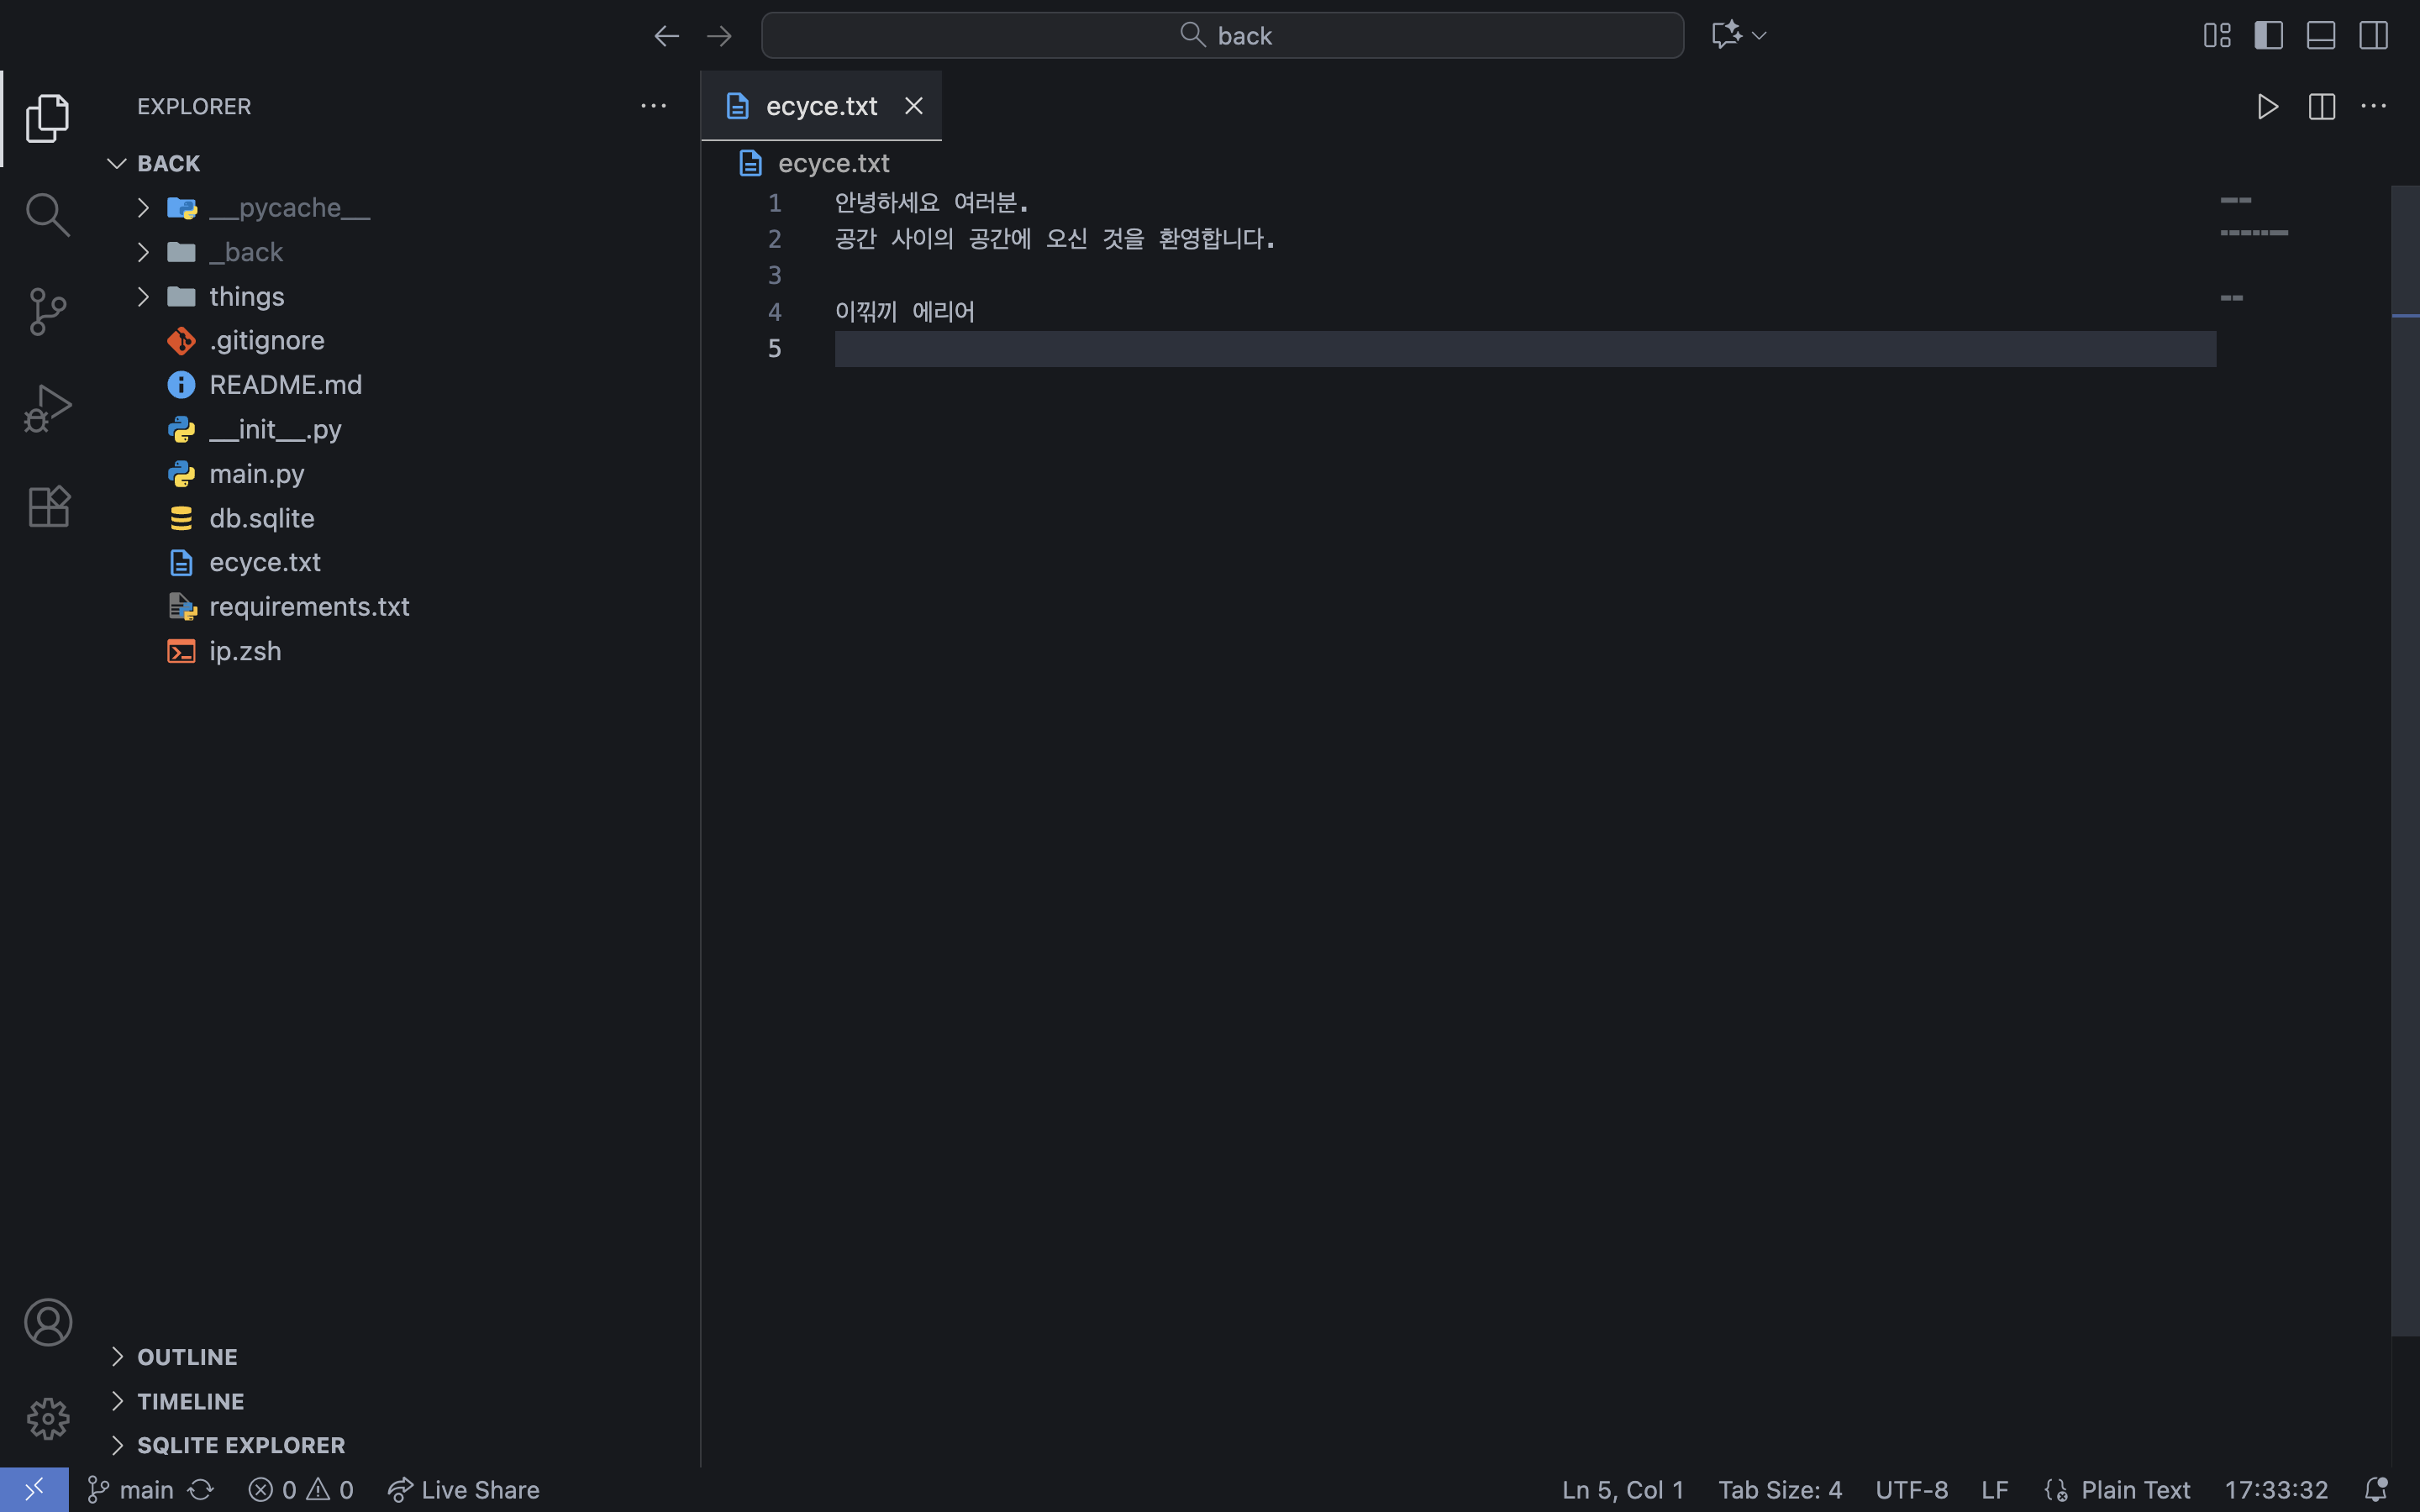 back
EXPLORER
BACK
__pycache__
_back
things
.gitignore
README.md
__init__.py
main.py
db.sqlite
ecyce.txt
requirements.txt
ip.zsh
OUTLINE
TIMELINE
SQLITE EXPLORER
ecyce.txt
ecyce.txt
1 안녕하세요 여러분.
2 공간 사이의 공간에 오신 것을 환영합니다.
3
4 이꺾끼 에리어
5
main 0 0 Live Share Ln 5, Col 1 Tab Size: 4 UTF-8 LF Plain Text 17:33:32